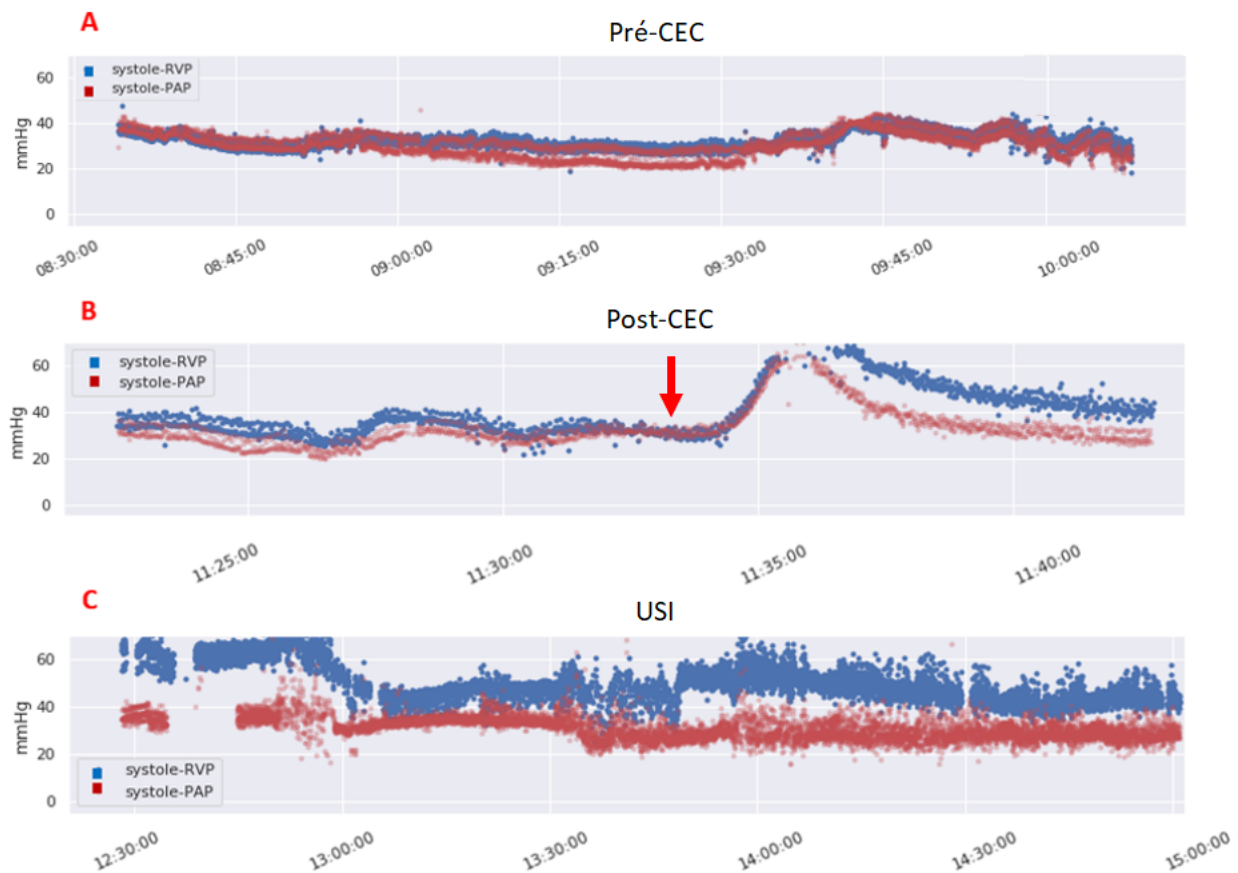 A
Pré-CEC
systole-RVP
systole-PAP
mmHg
60
40
20
0
08:30:00 08:45:00 09:00:00 09:15:00 09:30:00 09:45:00 10:00:00
B
Post-CEC
systole-RVP
systole-PAP
mmHg
60
40
20
0
11:25:00 11:30:00 11:35:00 11:40:00
C
USI
mmHg
60
40
20
0
systole-RVP
systole-PAP
12:30:00 13:00:00 13:30:00 14:00:00 14:30:00 15:00:00